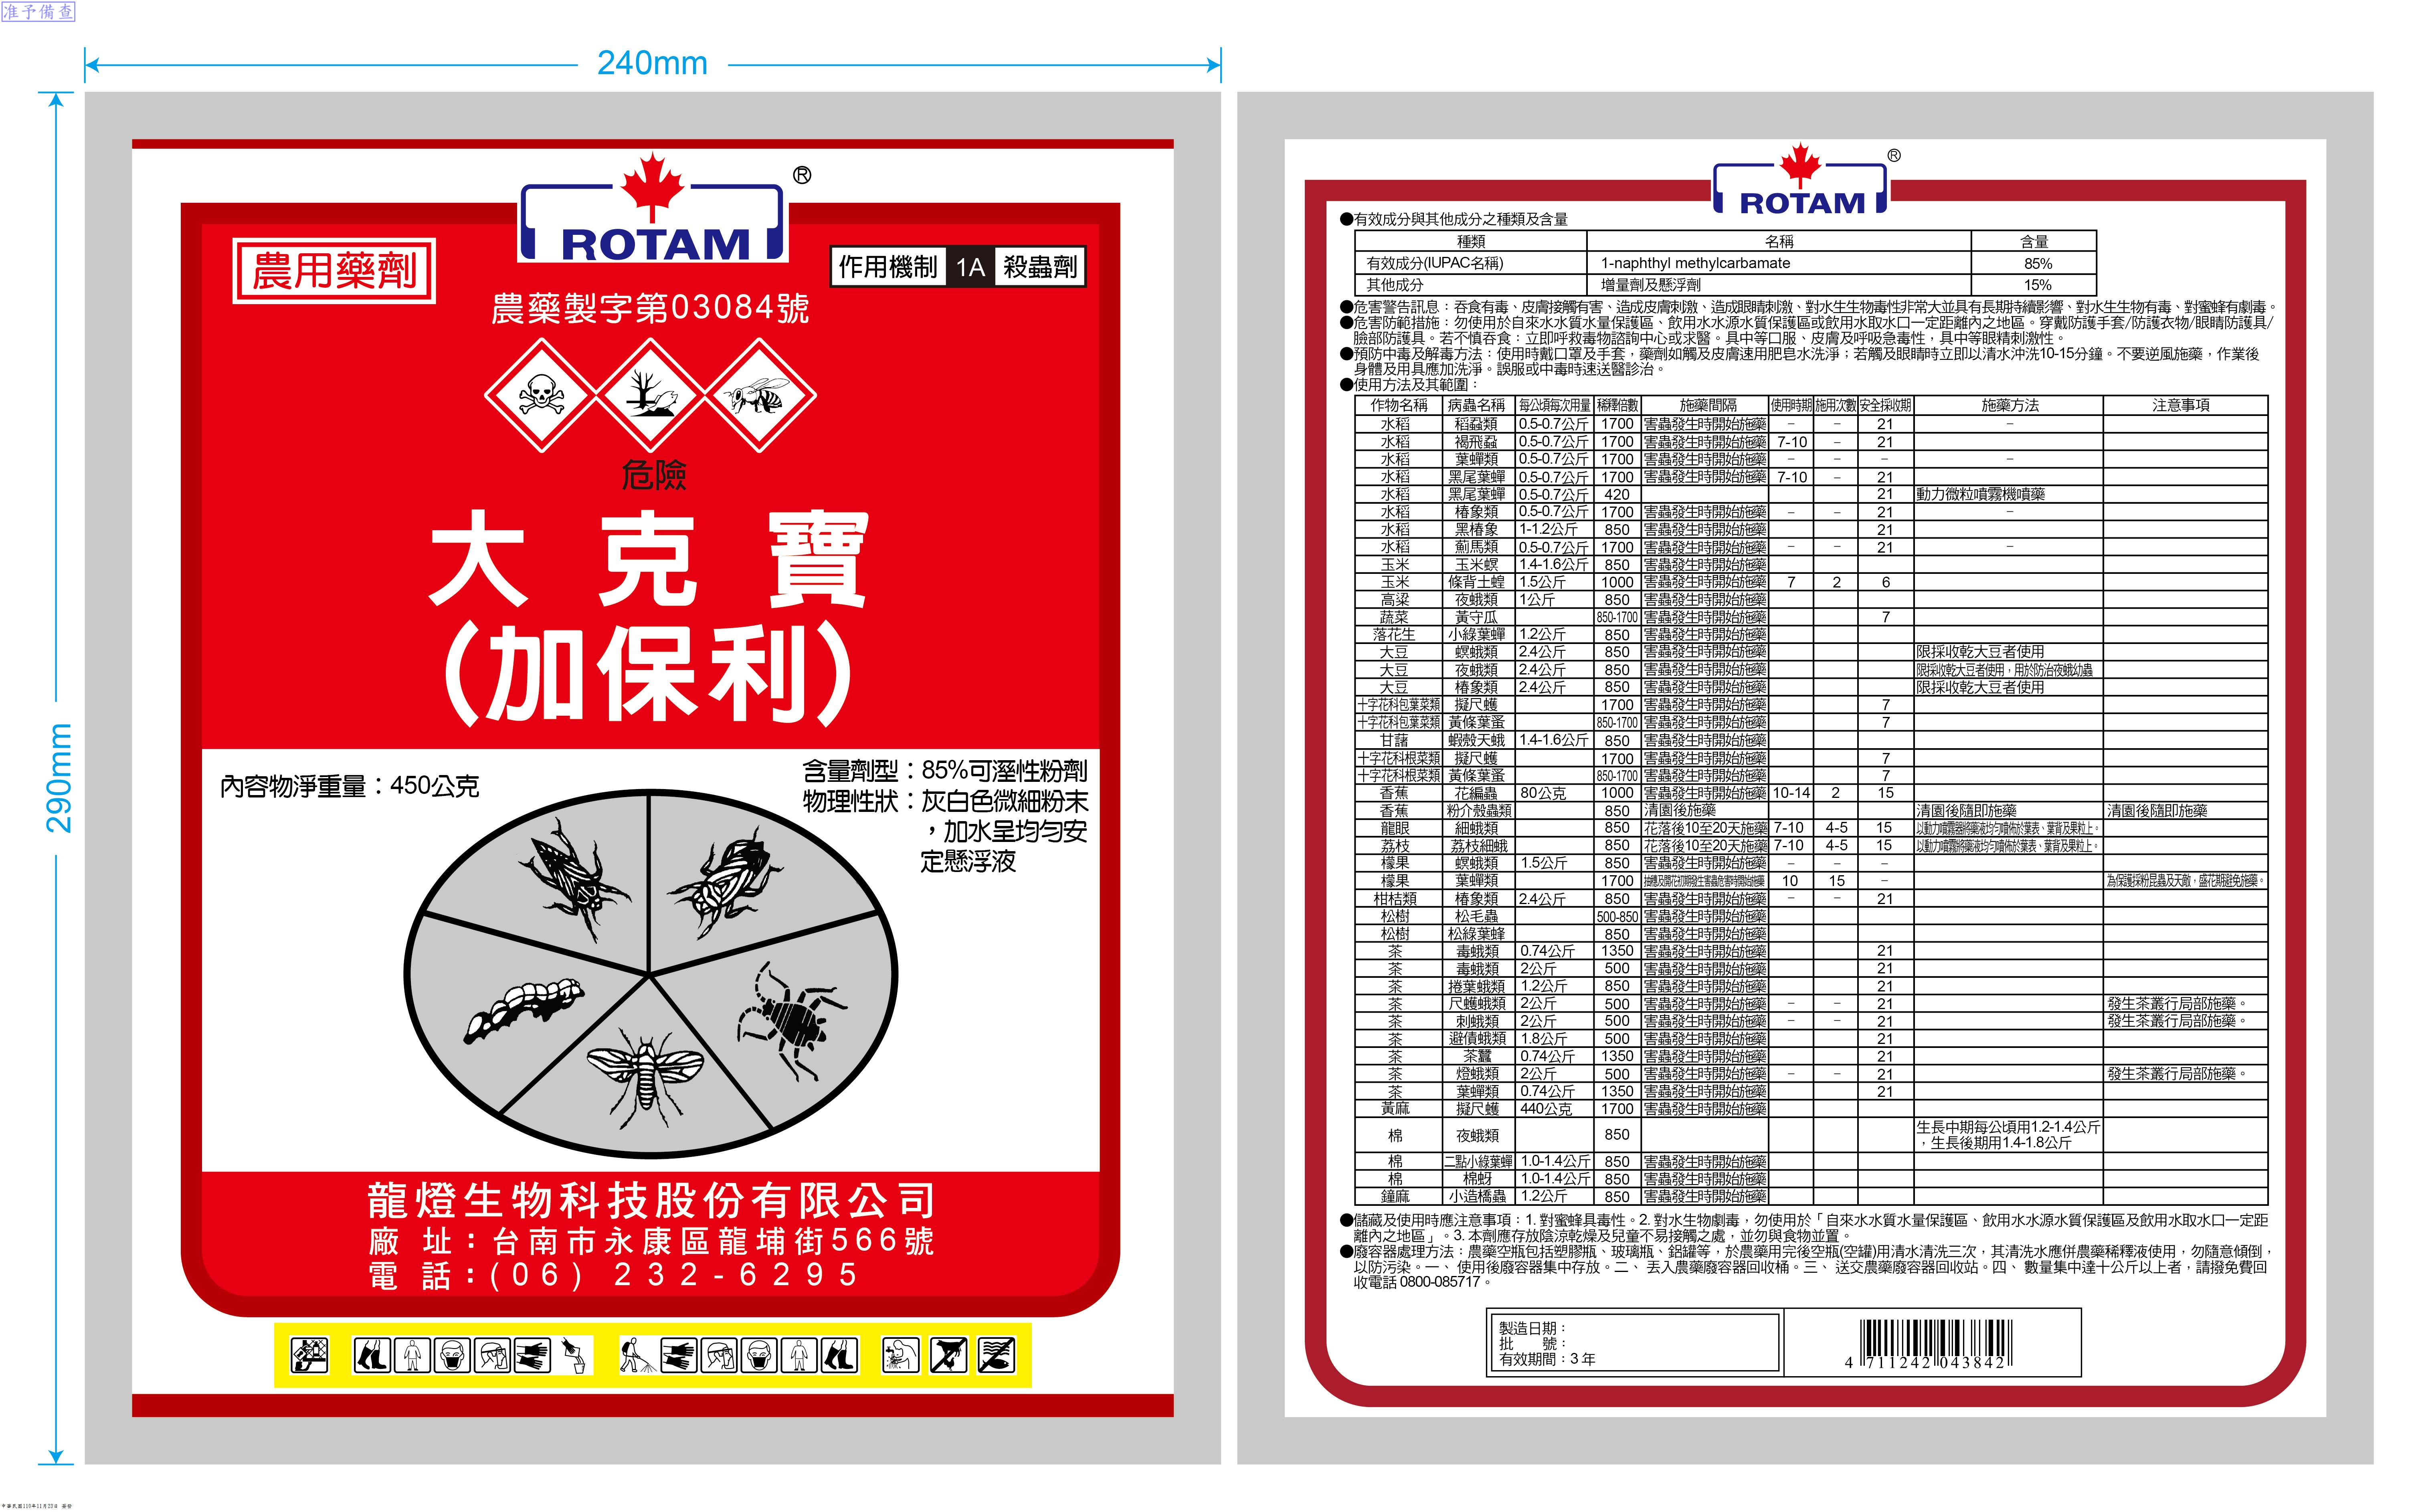 准予備查
240mm
290mm
ROTAM ®
農用藥劑
作用機制 1A 殺蟲劑
農藥製字第03084號
危險
大克寶
(加保利)
內容物淨重量：450公克
含量劑型：85%可溼性粉劑
物理性狀：灰白色微細粉末
，加水呈均勻安
定懸浮液
龍燈生物科技股份有限公司
廠 址：台南市永康區龍埔街566號
電 話：(06) 232-6295
ROTAM ®
●有效成分與其他成分之種類及含量
種類 名稱 含量
有效成分(IUPAC名稱) 1-naphthyl methylcarbamate 85%
其他成分 增量劑及懸浮劑 15%
●危害警告訊息：吞食有毒、皮膚接觸有害、造成皮膚刺激、造成眼睛刺激、對水生生物毒性非常大並具有長期持續影響、對水生生物有毒、對蜜蜂有劇毒。
●危害防範措施：勿使用於自來水水質水量保護區、飲用水水源水質保護區或飲用水取水口一定距離內之地區。穿戴防護手套/防護衣物/眼睛防護具/
臉部防護具。若不慎吞食：立即呼救毒物諮詢中心或求醫。具中等口服、皮膚及呼吸急毒性，具中等眼精刺激性。
●預防中毒及解毒方法：使用時戴口罩及手套，藥劑如觸及皮膚速用肥皂水洗淨；若觸及眼睛時立即以清水沖洗10-15分鐘。不要逆風施藥，作業後
身體及用具應加洗淨。誤服或中毒時速送醫診治。
●使用方法及其範圍：
作物名稱 病蟲名稱 每公頃每次用量 稀釋倍數 施藥間隔 使用時期 施用次數 安全採收期 施藥方法 注意事項
水稻 稻蝨類 0.5-0.7公斤 1700 害蟲發生時開始施藥 – – 21 –
水稻 褐飛蝨 0.5-0.7公斤 1700 害蟲發生時開始施藥 7-10 – 21
水稻 葉蟬類 0.5-0.7公斤 1700 害蟲發生時開始施藥 – – – –
水稻 黑尾葉蟬 0.5-0.7公斤 1700 害蟲發生時開始施藥 7-10 – 21
水稻 黑尾葉蟬 0.5-0.7公斤 420 21 動力微粒噴霧機噴藥
水稻 椿象類 0.5-0.7公斤 1700 害蟲發生時開始施藥 – – 21 –
水稻 黑椿象 1-1.2公斤 850 害蟲發生時開始施藥 21
水稻 薊馬類 0.5-0.7公斤 1700 害蟲發生時開始施藥 – – 21 –
玉米 玉米螟 1.4-1.6公斤 850 害蟲發生時開始施藥
玉米 條背土蝗 1.5公斤 1000 害蟲發生時開始施藥 7 2 6
高粱 夜蛾類 1公斤 850 害蟲發生時開始施藥
蔬菜 黃守瓜 850-1700 害蟲發生時開始施藥 7
落花生 小綠葉蟬 1.2公斤 850 害蟲發生時開始施藥
大豆 螟蛾類 2.4公斤 850 害蟲發生時開始施藥 限採收乾大豆者使用
大豆 夜蛾類 2.4公斤 850 害蟲發生時開始施藥 限採收乾大豆者使用，用於防治夜蛾幼蟲
大豆 椿象類 2.4公斤 850 害蟲發生時開始施藥 限採收乾大豆者使用
十字花科包葉菜類 擬尺蠖 1700 害蟲發生時開始施藥 7
十字花科包葉菜類 黃條葉蚤 850-1700 害蟲發生時開始施藥 7
甘藷 蝦殼天蛾 1.4-1.6公斤 850 害蟲發生時開始施藥
十字花科根菜類 擬尺蠖 1700 害蟲發生時開始施藥 7
十字花科根菜類 黃條葉蚤 850-1700 害蟲發生時開始施藥 7
香蕉 花編蟲 80公克 1000 害蟲發生時開始施藥 10-14 2 15
香蕉 粉介殼蟲類 850 清園後施藥 清園後隨即施藥 清園後隨即施藥
龍眼 細蛾類 850 花落後10至20天施藥 7-10 4-5 15 以動力噴霧器將藥液均勻噴佈於葉表、葉背及果粒上。
荔枝 荔枝細蛾 850 花落後10至20天施藥 7-10 4-5 15 以動力噴霧將藥液均勻噴佈於葉表、葉背及果粒上。
檬果 螟蛾類 1.5公斤 850 害蟲發生時開始施藥 – – –
檬果 葉蟬類 1700 10 15 – 為保護採粉昆蟲及天敵，盛花期避免施藥。
柑桔類 椿象類 2.4公斤 850 害蟲發生時開始施藥 – – 21
松樹 松毛蟲 500-850 害蟲發生時開始施藥
松樹 松綠葉蜂 850 害蟲發生時開始施藥
茶 毒蛾類 0.74公斤 1350 害蟲發生時開始施藥 21
茶 毒蛾類 2公斤 500 害蟲發生時開始施藥 21
茶 捲葉蛾類 1.2公斤 850 害蟲發生時開始施藥 21
茶 尺蠖蛾類 2公斤 500 害蟲發生時開始施藥 – – 21 發生茶叢行局部施藥。
茶 刺蛾類 2公斤 500 害蟲發生時開始施藥 – – 21 發生茶叢行局部施藥。
茶 避債蛾類 1.8公斤 500 害蟲發生時開始施藥 21
茶 茶蠶 0.74公斤 1350 害蟲發生時開始施藥 21
茶 燈蛾類 2公斤 500 害蟲發生時開始施藥 – – 21 發生茶叢行局部施藥。
茶 葉蟬類 0.74公斤 1350 害蟲發生時開始施藥 21
黃麻 擬尺蠖 440公克 1700 害蟲發生時開始施藥
棉 夜蛾類 850 生長中期每公頃用1.2-1.4公斤
，生長後期用1.4-1.8公斤
棉 二點小綠葉蟬 1.0-1.4公斤 850 害蟲發生時開始施藥
棉 棉蚜 1.0-1.4公斤 850 害蟲發生時開始施藥
鐘麻 小造橋蟲 1.2公斤 850 害蟲發生時開始施藥
●儲藏及使用時應注意事項：1. 對蜜蜂具毒性。2. 對水生物劇毒，勿使用於「自來水水質水量保護區、飲用水水源水質保護區及飲用水取水口一定距
離內之地區」。3. 本劑應存放陰涼乾燥及兒童不易接觸之處，並勿與食物並置。
●廢容器處理方法：農藥空瓶包括塑膠瓶、玻璃瓶、鋁罐等，於農藥用完後空瓶(空罐)用清水清洗三次，其清洗水應併農藥稀釋液使用，勿隨意傾倒，
以防污染。一、 使用後廢容器集中存放。二、 丟入農藥廢容器回收桶。三、 送交農藥廢容器回收站。四、 數量集中達十公斤以上者，請撥免費回
收電話 0800-085717。
製造日期：
批 號：
有效期間：3 年
4 711242 043842
中華民國110年11月23日